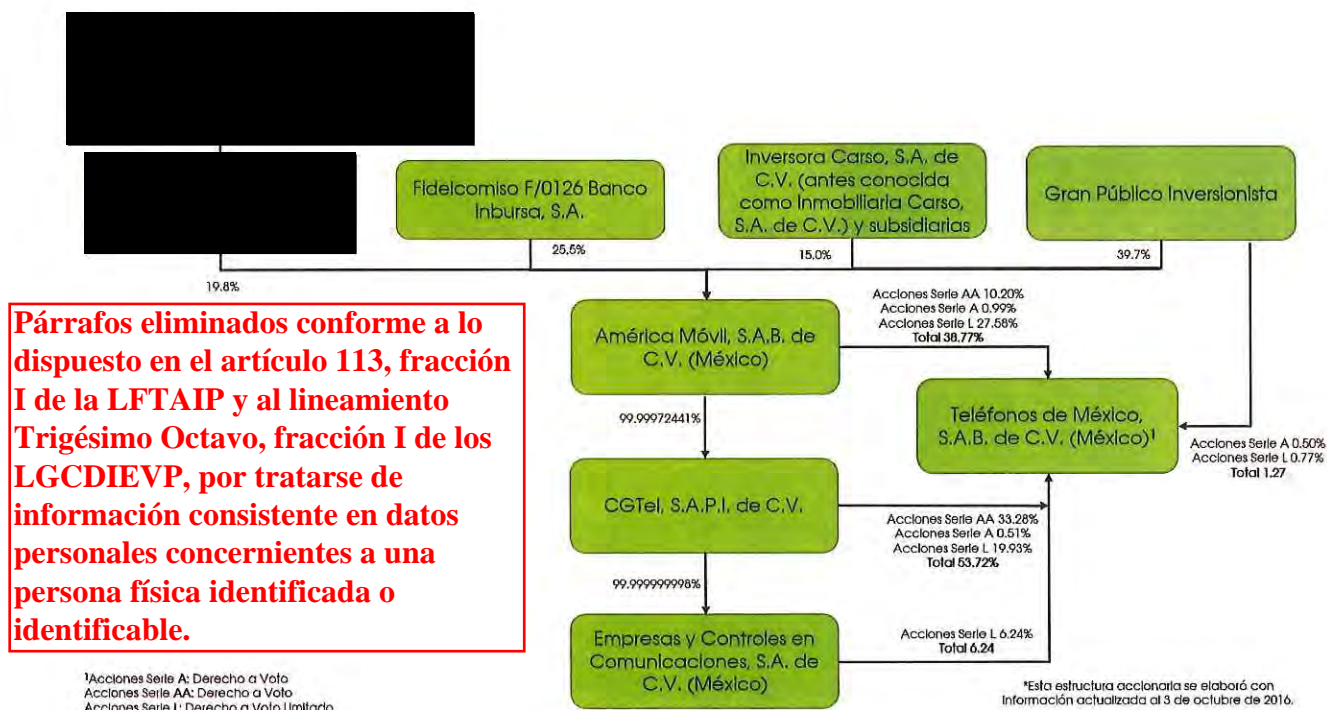 Fideicomiso F/0126 Banco
Inbursa, S.A.
Inversora Carso, S.A. de
C.V. (antes conocida
como Inmobiliaria Carso,
S.A. de C.V.) y subsidiarias
Gran Público Inversionista
25.5%
15.0%
39.7%
19.8%
Párrafos eliminados conforme a lo
dispuesto en el artículo 113, fracción
I de la LFTAIP y al lineamiento
Trigésimo Octavo, fracción I de los
LGCDIEVP, por tratarse de
información consistente en datos
personales concernientes a una
persona física identificada o
identificable.
América Móvil, S.A.B. de
C.V. (México)
Acciones Serie AA 10.20%
Acciones Serie A 0.99%
Acciones Serie L 27.58%
Total 38.77%
Teléfonos de México,
S.A.B. de C.V. (México)¹
Acciones Serie A 0.50%
Acciones Serie L 0.77%
Total 1.27
99.99972441%
CGTel, S.A.P.I. de C.V.
Acciones Serie AA 33.28%
Acciones Serie A 0.51%
Acciones Serie L 19.93%
Total 53.72%
99.999999998%
Empresas y Controles en
Comunicaciones, S.A. de
C.V. (México)
Acciones Serie L 6.24%
Total 6.24
¹Acciones Serie A: Derecho a Voto
Acciones Serie AA: Derecho a Voto
Acciones Serie L: Derecho a Voto Limitado
*Esta estructura accionaria se elaboró con
información actualizada al 3 de octubre de 2016.